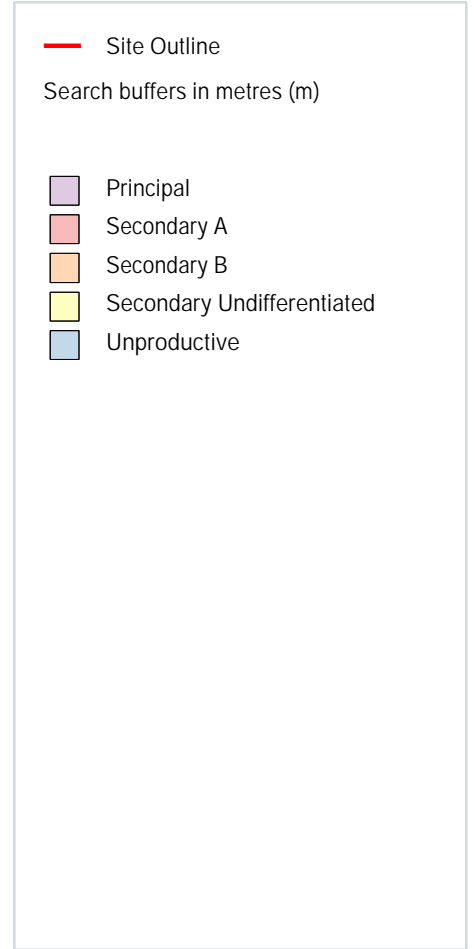 Site Outline
Search buffers in metres (m)
Principal
Secondary A
Secondary B
Secondary Undifferentiated
Unproductive